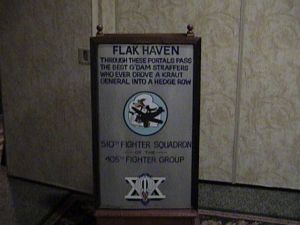 FLAK HAVEN
THROUGH THESE PORTALS PASS
THE BEST G'DAM STRAFFERS
WHO EVER DROVE A KRAUT
GENERAL INTO A HEDGE ROW
510TH FIGHTER SQUADRON
OF THE
405TH FIGHTER GROUP